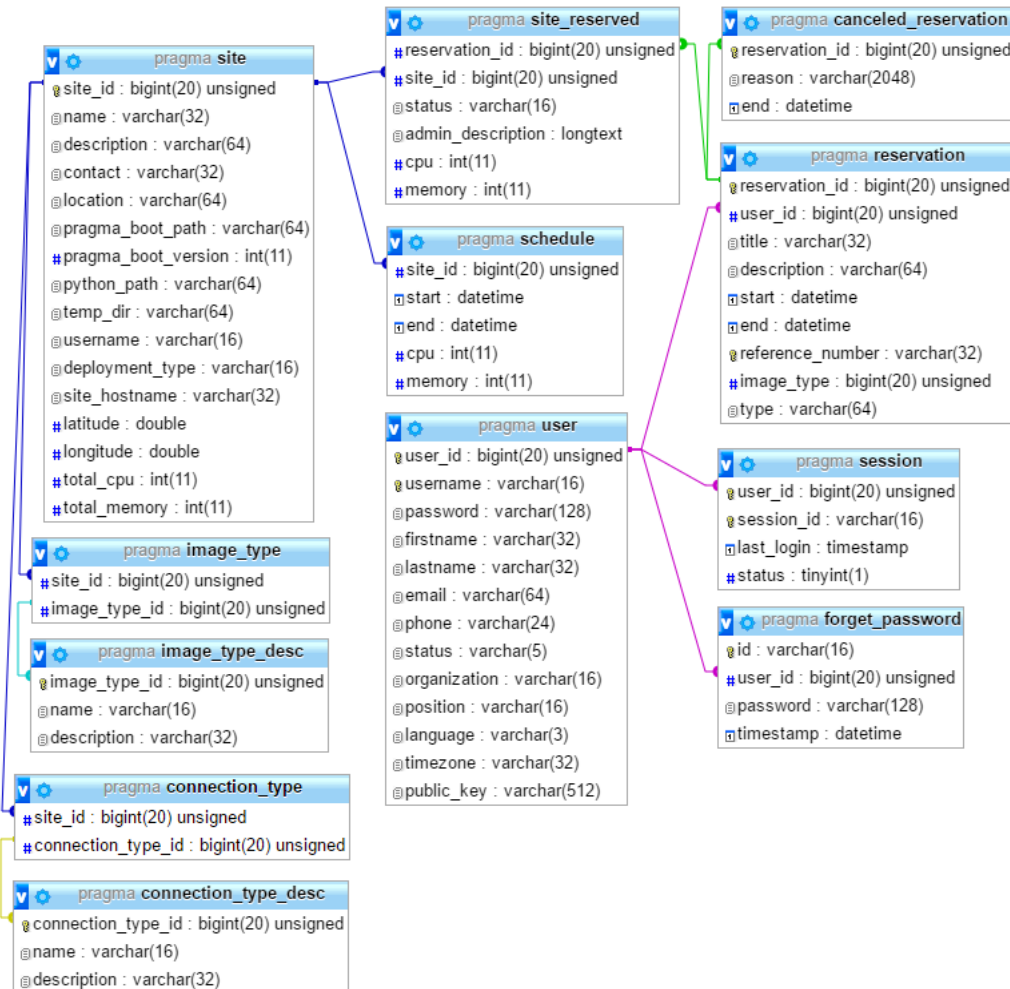 pragma site
site_id : bigint(20) unsigned
name : varchar(32)
description : varchar(64)
contact : varchar(32)
location : varchar(64)
pragma_boot_path : varchar(64)
#pragma_boot_version : int(11)
python_path : varchar(64)
temp_dir : varchar(64)
username : varchar(16)
deployment_type : varchar(16)
site_hostname : varchar(32)
#latitude : double
#longitude : double
#total_cpu : int(11)
#total_memory : int(11)
v pragma image_type
#site_id : bigint(20) unsigned
#image_type_id : bigint(20) unsigned
v pragma image_type_desc
image_type_id : bigint(20) unsigned
name : varchar(16)
description : varchar(32)
v pragma connection_type
#site_id : bigint(20) unsigned
#connection_type_id : bigint(20) unsigned
v pragma connection_type_desc
connection_type_id : bigint(20) unsigned
name : varchar(16)
description : varchar(32)
v pragma site_reserved
#reservation_id : bigint(20) unsigned
#site_id : bigint(20) unsigned
status : varchar(16)
admin_description : longtext
#cpu : int(11)
#memory : int(11)
v pragma schedule
#site_id : bigint(20) unsigned
start : datetime
end : datetime
#cpu : int(11)
#memory : int(11)
v pragma user
user_id : bigint(20) unsigned
username : varchar(16)
password : varchar(128)
firstname : varchar(32)
lastname : varchar(32)
email : varchar(64)
phone : varchar(24)
status : varchar(5)
organization : varchar(16)
position : varchar(16)
language : varchar(3)
timezone : varchar(32)
public_key : varchar(512)
v pragma canceled_reservation
reservation_id : bigint(20) unsigned
reason : varchar(2048)
end : datetime
v pragma reservation
reservation_id : bigint(20) unsigned
#user_id : bigint(20) unsigned
title : varchar(32)
description : varchar(64)
start : datetime
end : datetime
reference_number : varchar(32)
#image_type : bigint(20) unsigned
type : varchar(64)
v pragma session
user_id : bigint(20) unsigned
session_id : varchar(16)
last_login : timestamp
#status : tinyint(1)
v pragma forget_password
id : varchar(16)
#user_id : bigint(20) unsigned
password : varchar(128)
timestamp : datetime